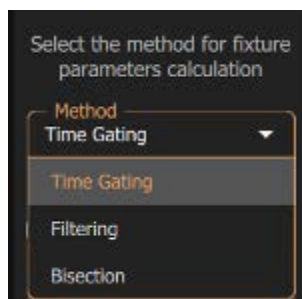 Select the method for fixture
parameters calculation
Method
Time Gating
Time Gating
Filtering
Bisection